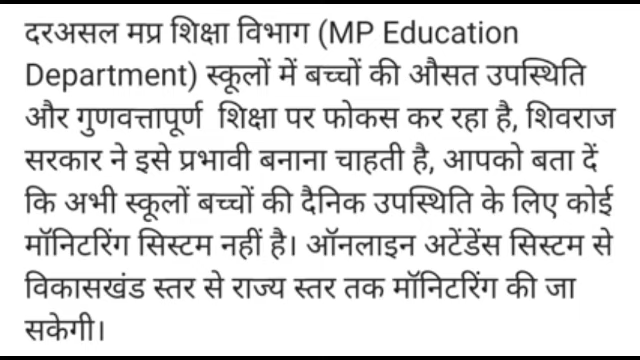 दरअसल मप्र शिक्षा विभाग (MP Education
Department) स्कूलों में बच्चों की औसत उपस्थिति
और गुणवत्तापूर्ण शिक्षा पर फोकस कर रहा है, शिवराज
सरकार ने इसे प्रभावी बनाना चाहती है, आपको बता दें
कि अभी स्कूलों बच्चों की दैनिक उपस्थिति के लिए कोई
मॉनिटरिंग सिस्टम नहीं है। ऑनलाइन अटेंडेंस सिस्टम से
विकासखंड स्तर से राज्य स्तर तक मॉनिटरिंग की जा
सकेगी।